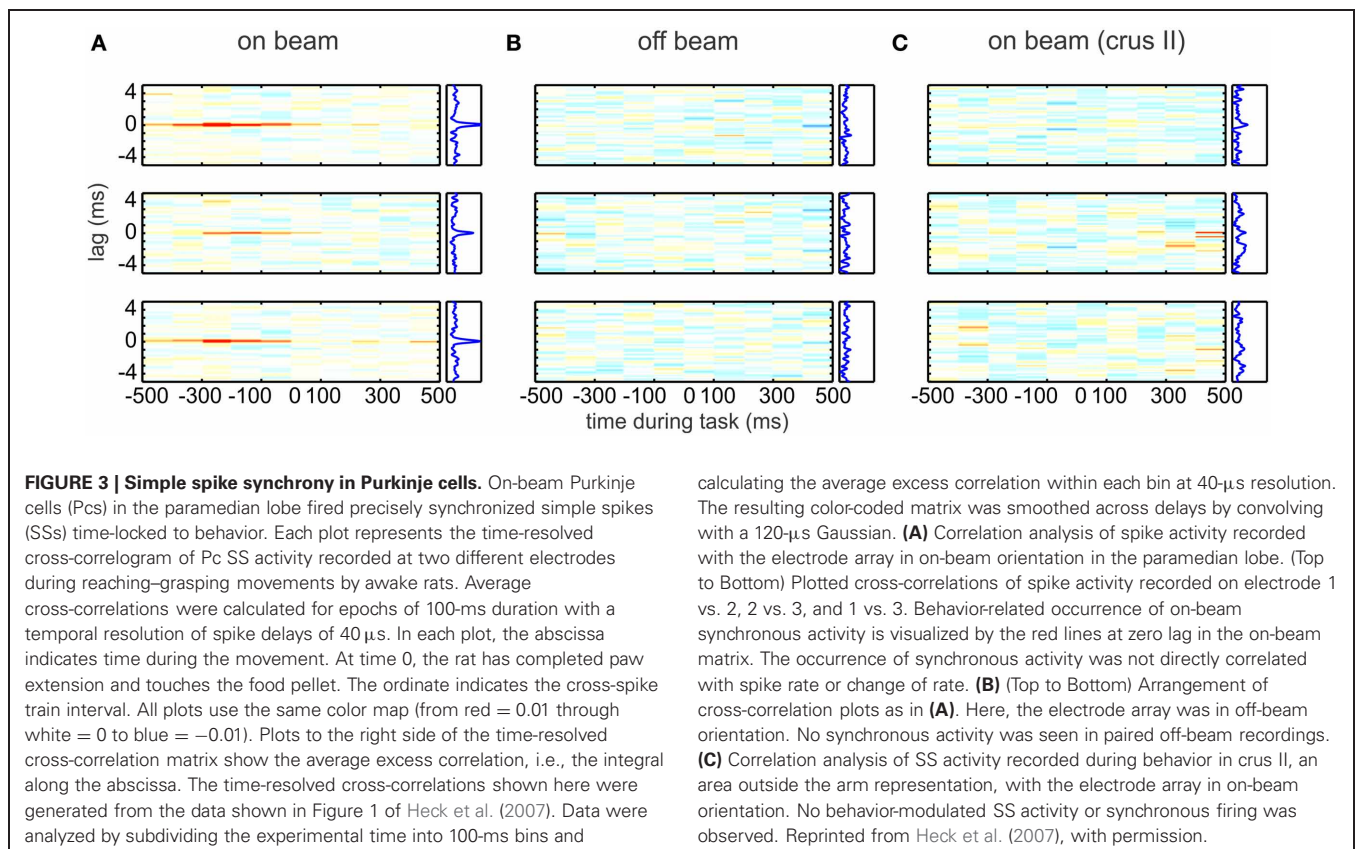 A on beam
B off beam
C on beam (crus II)
4
0
-4
4
0
-4
4
0
-4
lag (ms)
-500 -300 -100 0 100 300 500
-500 -300 -100 0 100 300 500
-500 -300 -100 0 100 300 500
time during task (ms)
FIGURE 3 | Simple spike synchrony in Purkinje cells. On-beam Purkinje
cells (Pcs) in the paramedian lobe fired precisely synchronized simple spikes
(SSs) time-locked to behavior. Each plot represents the time-resolved
cross-correlogram of Pc SS activity recorded at two different electrodes
during reaching–grasping movements by awake rats. Average
cross-correlations were calculated for epochs of 100-ms duration with a
temporal resolution of spike delays of 40 μs. In each plot, the abscissa
indicates time during the movement. At time 0, the rat has completed paw
extension and touches the food pellet. The ordinate indicates the cross-spike
train interval. All plots use the same color map (from red = 0.01 through
white = 0 to blue = −0.01). Plots to the right side of the time-resolved
cross-correlation matrix show the average excess correlation, i.e., the integral
along the abscissa. The time-resolved cross-correlations shown here were
generated from the data shown in Figure 1 of Heck et al. (2007). Data were
analyzed by subdividing the experimental time into 100-ms bins and
calculating the average excess correlation within each bin at 40-μs resolution.
The resulting color-coded matrix was smoothed across delays by convolving
with a 120-μs Gaussian. (A) Correlation analysis of spike activity recorded
with the electrode array in on-beam orientation in the paramedian lobe. (Top
to Bottom) Plotted cross-correlations of spike activity recorded on electrode 1
vs. 2, 2 vs. 3, and 1 vs. 3. Behavior-related occurrence of on-beam
synchronous activity is visualized by the red lines at zero lag in the on-beam
matrix. The occurrence of synchronous activity was not directly correlated
with spike rate or change of rate. (B) (Top to Bottom) Arrangement of
cross-correlation plots as in (A). Here, the electrode array was in off-beam
orientation. No synchronous activity was seen in paired off-beam recordings.
(C) Correlation analysis of SS activity recorded during behavior in crus II, an
area outside the arm representation, with the electrode array in on-beam
orientation. No behavior-modulated SS activity or synchronous firing was
observed. Reprinted from Heck et al. (2007), with permission.